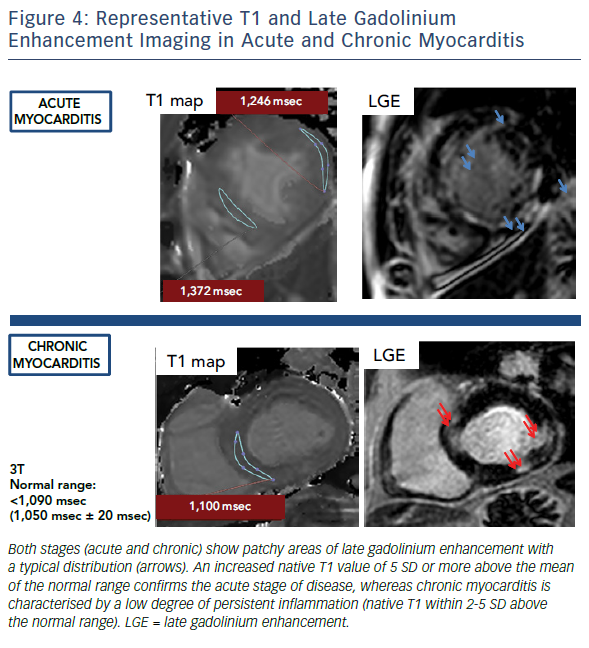 Figure 4: Representative T1 and Late Gadolinium
Enhancement Imaging in Acute and Chronic Myocarditis
ACUTE
MYOCARDITIS
T1 map
1,246 msec
LGE
1,372 msec
CHRONIC
MYOCARDITIS
T1 map
LGE
3T
Normal range:
<1,090 msec
(1,050 msec ± 20 msec)
1,100 msec
Both stages (acute and chronic) show patchy areas of late gadolinium enhancement with
a typical distribution (arrows). An increased native T1 value of 5 SD or more above the mean
of the normal range confirms the acute stage of disease, whereas chronic myocarditis is
characterised by a low degree of persistent inflammation (native T1 within 2-5 SD above
the normal range). LGE = late gadolinium enhancement.